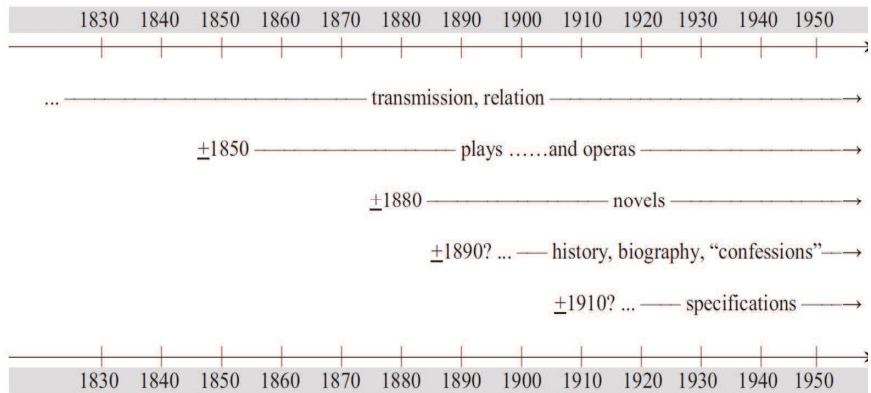 1830 1840 1850 1860 1870 1880 1890 1900 1910 1920 1930 1940 1950
... transmission, relation
±1850 plays ……and operas
±1880 novels
±1890? ... history, biography, “confessions”
±1910? ... specifications
1830 1840 1850 1860 1870 1880 1890 1900 1910 1920 1930 1940 1950